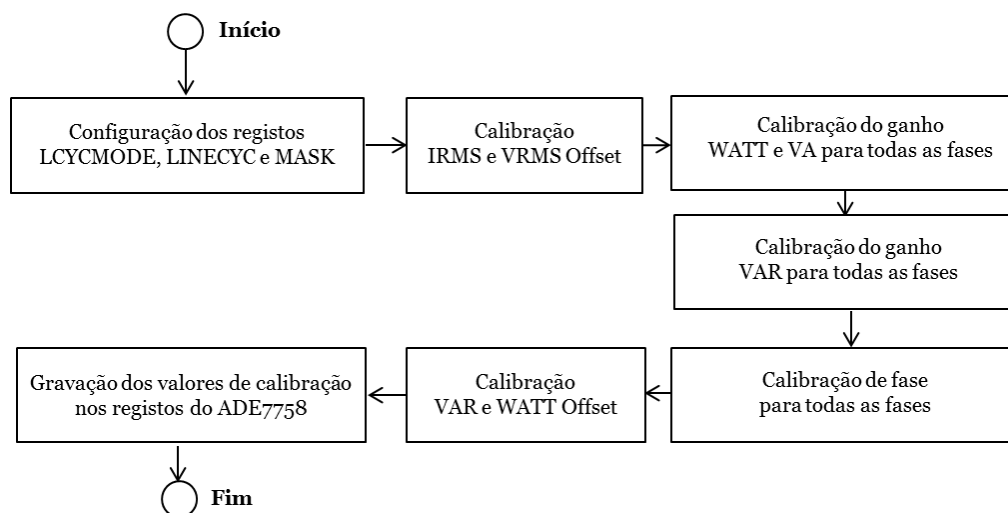 Início
Configuração dos registos
LCYCMODE, LINECYC e MASK
Calibração
IRMS e VRMS Offset
Calibração do ganho
WATT e VA para todas as fases
Calibração do ganho
VAR para todas as fases
Calibração de fase
para todas as fases
Calibração
VAR e WATT Offset
Gravação dos valores de calibração
nos registos do ADE7758
Fim